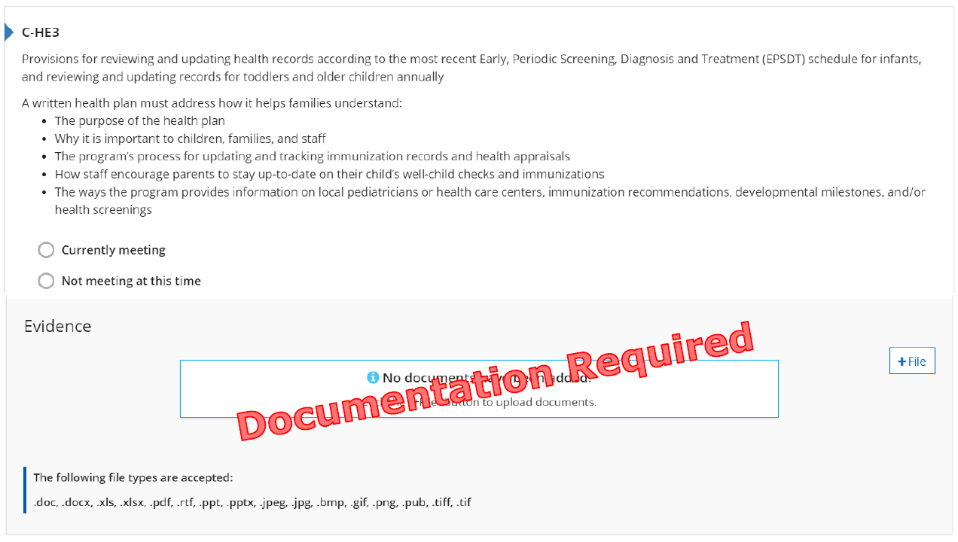 C-HE3
Provisions for reviewing and updating health records according to the most recent Early, Periodic Screening, Diagnosis and Treatment (EPSDT) schedule for infants,
and reviewing and updating records for toddlers and older children annually
A written health plan must address how it helps families understand:
• The purpose of the health plan
• Why it is important to children, families, and staff
• The program's process for updating and tracking immunization records and health appraisals
• How staff encourage parents to stay up-to-date on their child's well-child checks and immunizations
• The ways the program provides information on local pediatricians or health care centers, immunization recommendations, developmental milestones, and/or
health screenings
Currently meeting
Not meeting at this time
Evidence
+File
No documents been added.
button to upload documents.
Documentation Required
The following file types are accepted:
.doc, .docx, .xls, .xlsx, .pdf, .rtf, .ppt, .pptx, .jpeg, .jpg, .bmp, .gif, .png, .pub, .tiff, .tif